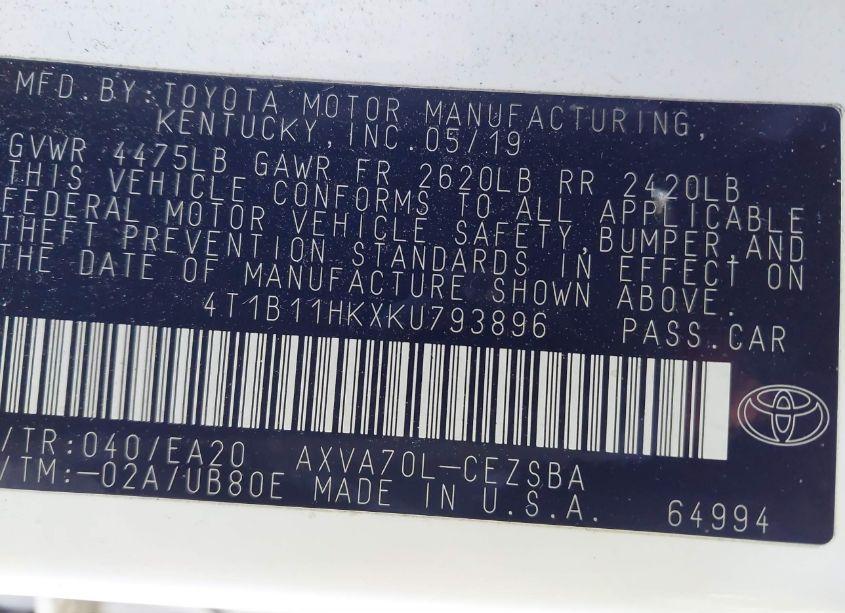 MFD.BY:TOYOTA MOTOR MANUFACTURING,
KENTUCKY, INC.05/19
GVWR 4475LB GAWR FR 2620LB RR 2420LB
THIS VEHICLE CONFORMS TO ALL APPLICABLE
FEDERAL MOTOR VEHICLE SAFETY,BUMPER,AND
THEFT PREVENTION STANDARDS IN EFFECT ON
THE DATE OF MANUFACTURE SHOWN ABOVE.
4T1B11HKXKU793896 PASS.CAR
/TR:040/EA20 AXVA70L-CEZSBA
/TM:-02A/UB80E MADE IN U.S.A. 64994